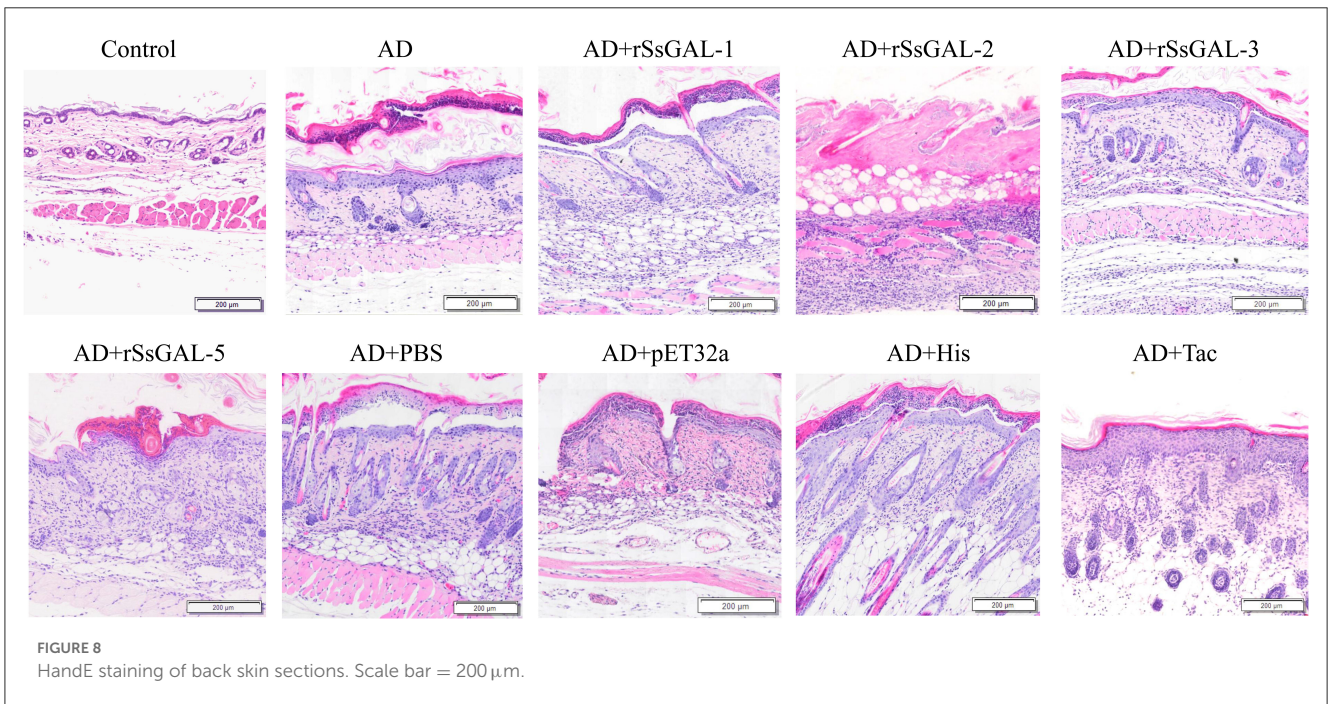 Control
AD
AD+rSsGAL-1
AD+rSsGAL-2
AD+rSsGAL-3
200 µm
200 µm
200 µm
200 µm
200 µm
AD+rSsGAL-5
AD+PBS
AD+pET32a
AD+His
AD+Tac
200 µm
200 µm
200 µm
200 µm
200 µm
FIGURE 8
HandE staining of back skin sections. Scale bar = 200 µm.